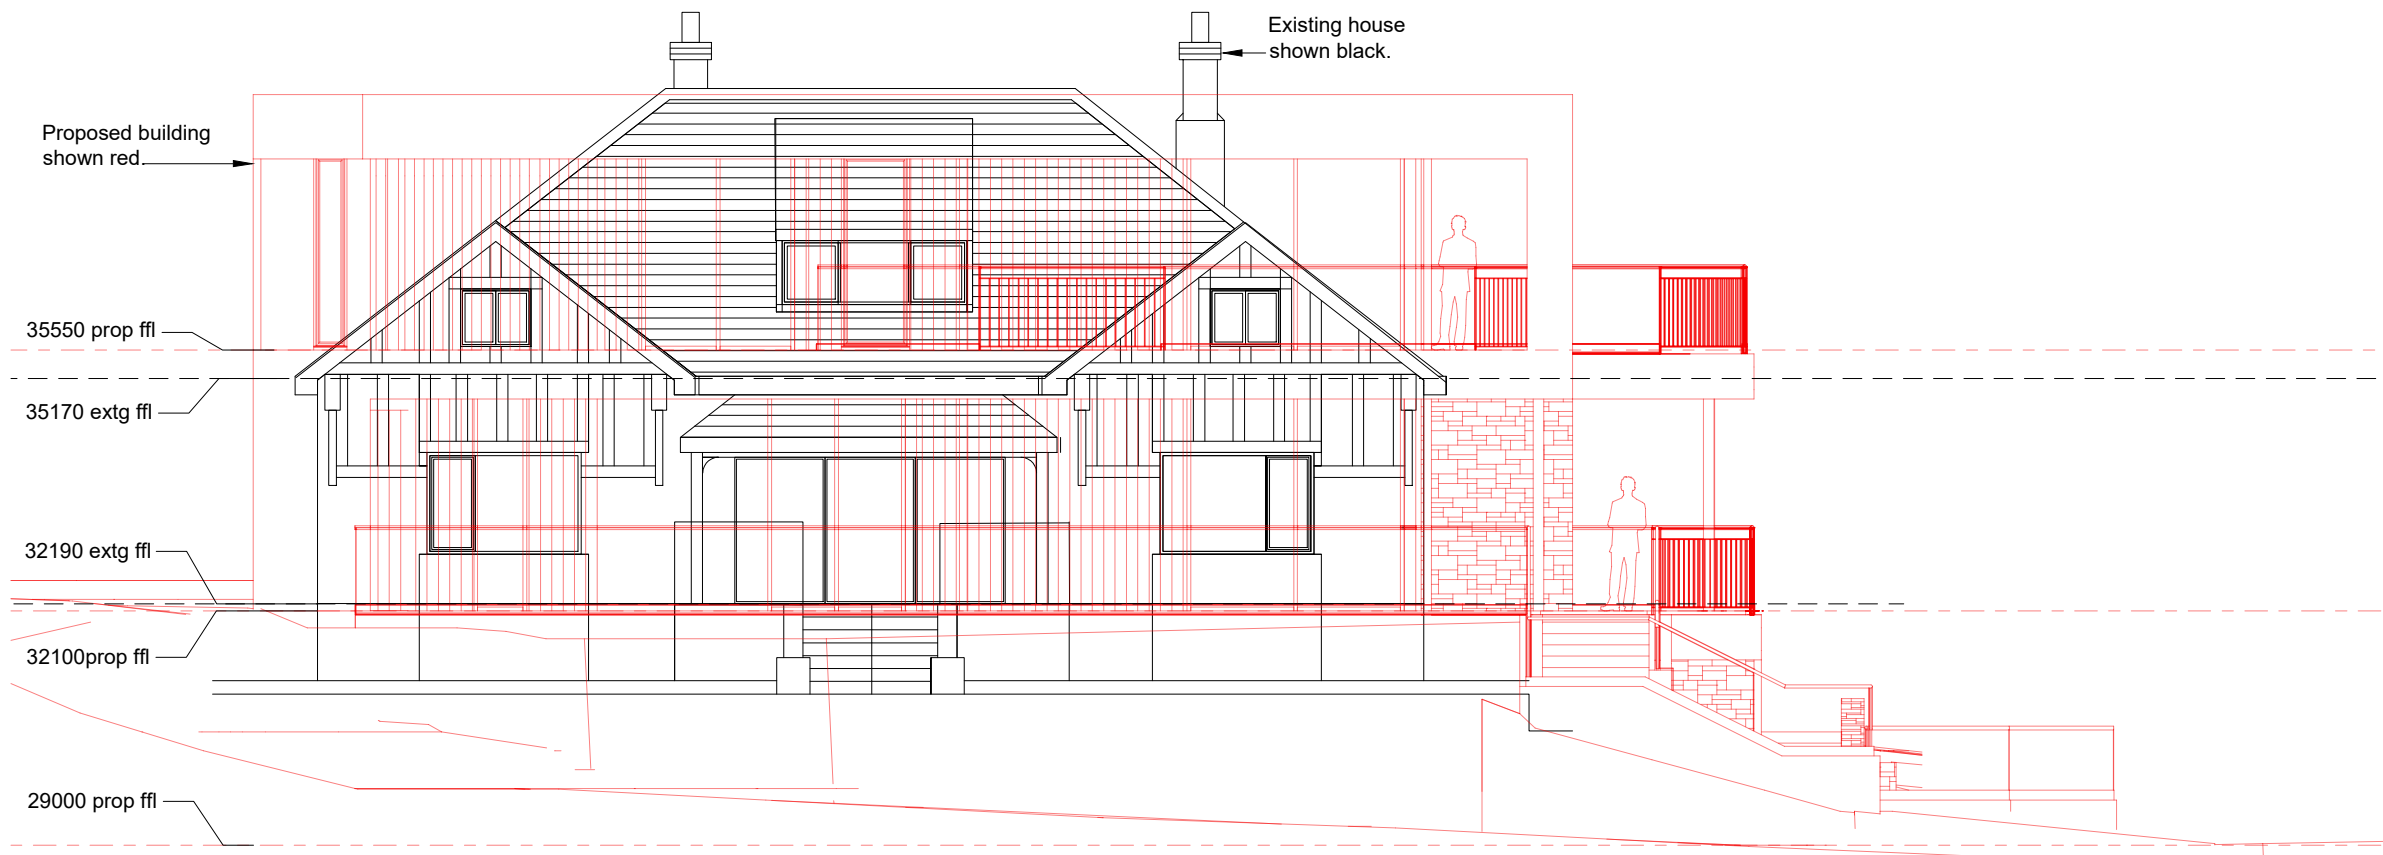 Existing house
shown black.
Proposed building
shown red.
35550 prop ffl
35170 extg ffl
32190 extg ffl
32100prop ffl
29000 prop ffl